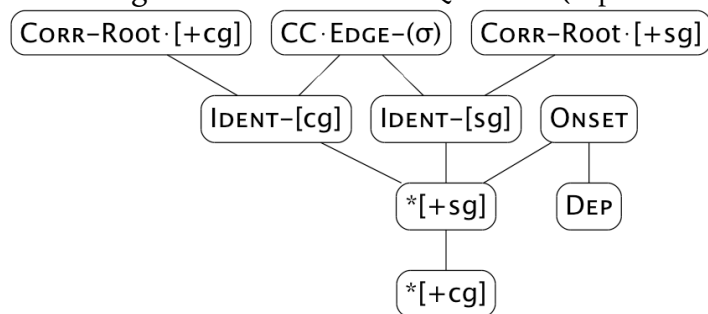 CORR–Root·[+cg] CC·EDGE–(σ) CORR–Root·[+sg]
IDENT–[cg] IDENT–[sg] ONSET
*[+sg] DEP
*[+cg]